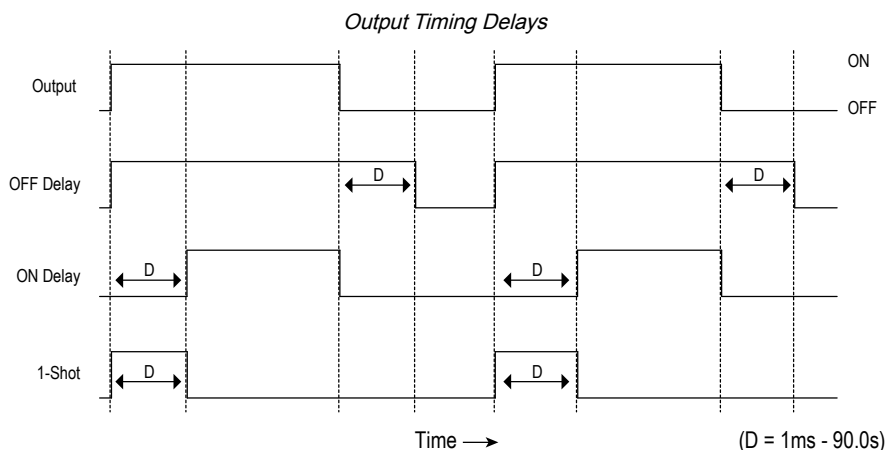 Output Timing Delays
ON
Output
OFF
OFF Delay
D
D
ON Delay
D
D
1-Shot
D
D
Time
(D = 1ms - 90.0s)